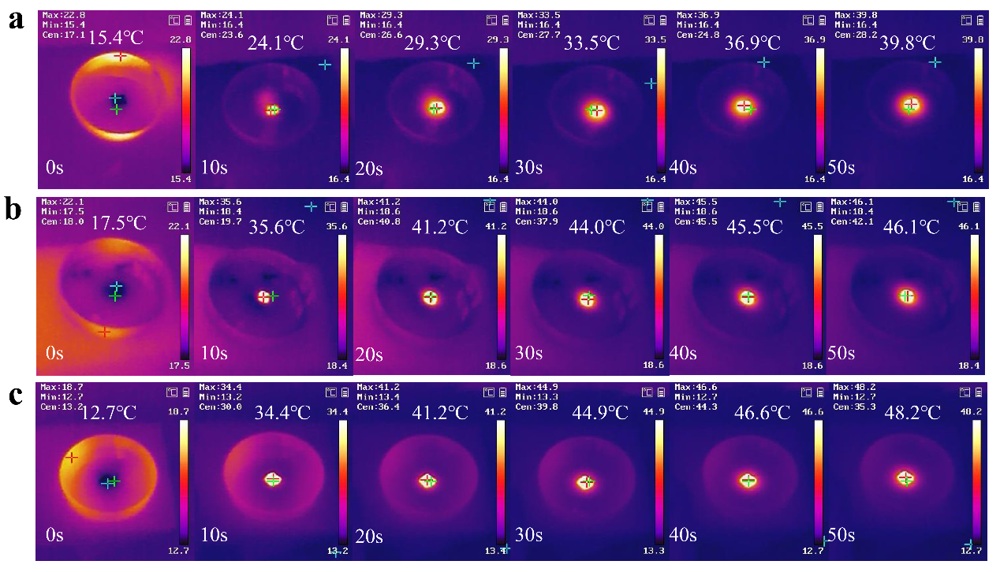 a
Max:22.8
Min:15.4
Cen:17.1
15.4℃
22.8
0s
15.4
Max:24.1
Min:16.4
Cen:23.6
24.1℃
24.1
10s
16.4
Max:29.3
Min:16.4
Cen:26.6
29.3℃
29.3
20s
16.4
Max:33.5
Min:16.4
Cen:27.7
33.5℃
33.5
30s
16.4
Max:36.9
Min:16.4
Cen:24.8
36.9℃
36.9
40s
16.4
Max:39.8
Min:16.4
Cen:28.2
39.8℃
39.8
50s
16.4
b
Max:22.1
Min:17.5
Cen:18.0
17.5℃
22.1
0s
17.5
Max:35.6
Min:18.4
Cen:19.7
35.6℃
35.6
10s
18.4
Max:41.2
Min:18.6
Cen:40.8
41.2℃
41.2
20s
18.6
Max:44.0
Min:18.6
Cen:37.9
44.0℃
44.0
30s
18.6
Max:45.5
Min:18.6
Cen:45.5
45.5℃
45.5
40s
18.6
Max:46.1
Min:18.4
Cen:42.1
46.1℃
46.1
50s
18.4
c
Max:18.7
Min:12.7
Cen:13.2
12.7℃
18.7
0s
12.7
Max:34.4
Min:13.2
Cen:30.0
34.4℃
34.4
10s
13.2
Max:41.2
Min:13.4
Cen:36.4
41.2℃
41.2
20s
13.4
Max:44.9
Min:13.3
Cen:39.8
44.9℃
44.9
30s
13.3
Max:46.6
Min:12.7
Cen:44.3
46.6℃
46.6
40s
12.7
Max:48.2
Min:12.7
Cen:35.3
48.2℃
48.2
50s
12.7